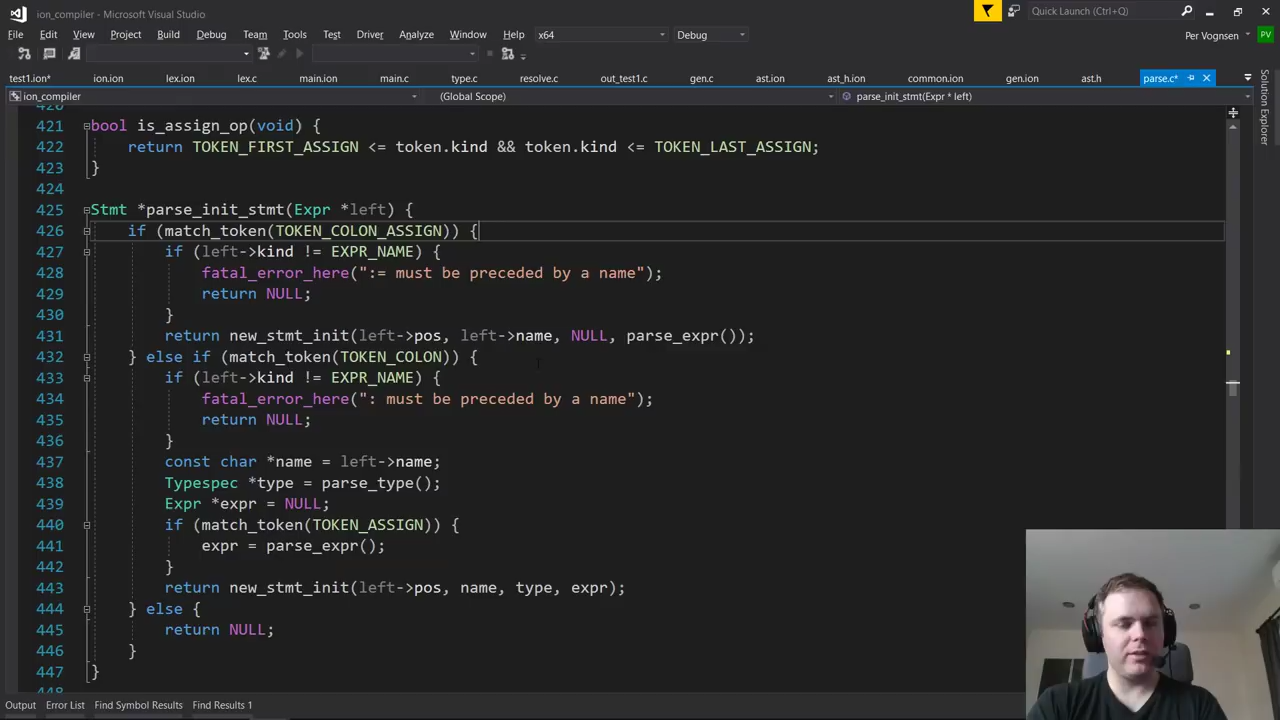 ion_compiler - Microsoft Visual Studio
Quick Launch (Ctrl+Q)
File Edit View Project Build Debug Team Tools Test Driver Analyze Window Help x64 Debug Per Vognsen PV
test1.ion* ion.ion lex.ion lex.c main.ion main.c type.c resolve.c out_test1.c gen.c ast.ion ast_h.ion common.ion gen.ion ast.h parse.c*
ion_compiler (Global Scope) parse_init_stmt(Expr * left)
Solution Explorer
420
421 bool is_assign_op(void) {
422 return TOKEN_FIRST_ASSIGN <= token.kind && token.kind <= TOKEN_LAST_ASSIGN;
423 }
424
425 Stmt *parse_init_stmt(Expr *left) {
426 if (match_token(TOKEN_COLON_ASSIGN)) {
427 if (left->kind != EXPR_NAME) {
428 fatal_error_here(":= must be preceded by a name");
429 return NULL;
430 }
431 return new_stmt_init(left->pos, left->name, NULL, parse_expr());
432 } else if (match_token(TOKEN_COLON)) {
433 if (left->kind != EXPR_NAME) {
434 fatal_error_here(": must be preceded by a name");
435 return NULL;
436 }
437 const char *name = left->name;
438 Typespec *type = parse_type();
439 Expr *expr = NULL;
440 if (match_token(TOKEN_ASSIGN)) {
441 expr = parse_expr();
442 }
443 return new_stmt_init(left->pos, name, type, expr);
444 } else {
445 return NULL;
446 }
447 }
448
Output Error List Find Symbol Results Find Results 1